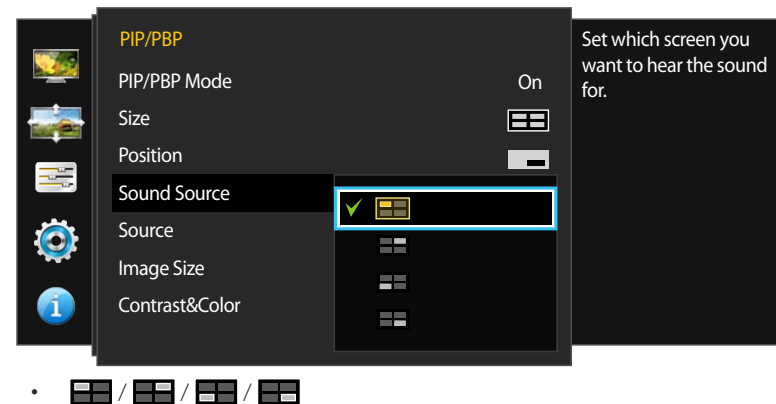 PIP/PBP
PIP/PBP Mode On
Size
Position
Sound Source
Source
Image Size
Contrast&Color
Set which screen you
want to hear the sound
for.
i
• / / /